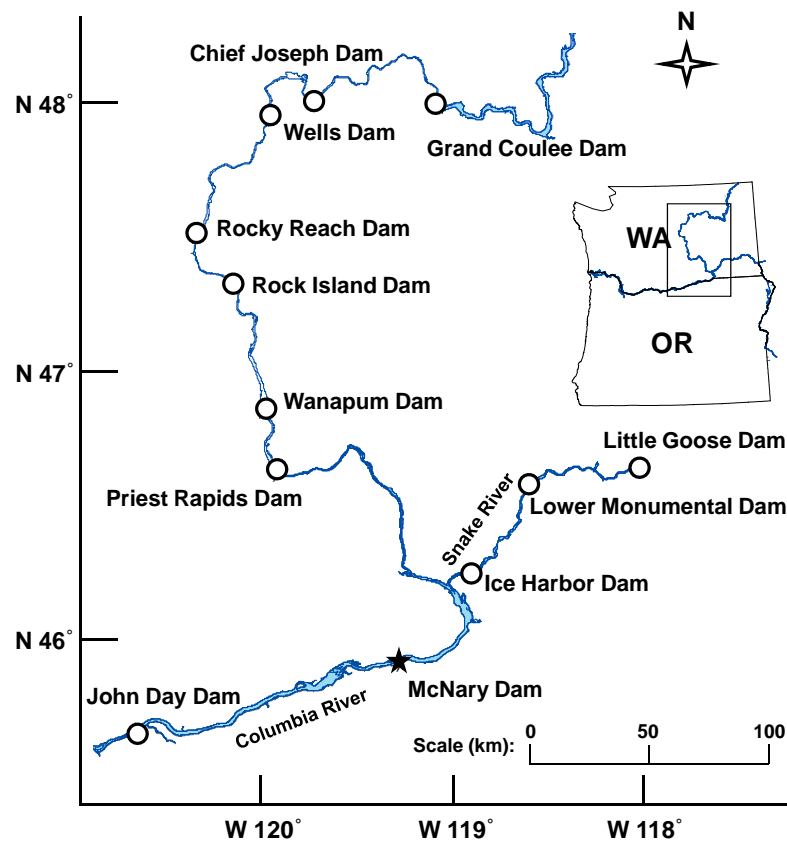 N
Chief Joseph Dam
N 48°
Wells Dam
Grand Coulee Dam
Rocky Reach Dam
WA
Rock Island Dam
OR
N 47°
Wanapum Dam
Little Goose Dam
Priest Rapids Dam
Snake River
Lower Monumental Dam
Ice Harbor Dam
N 46°
McNary Dam
John Day Dam
Columbia River
Scale (km):
0 50 100
W 120° W 119° W 118°